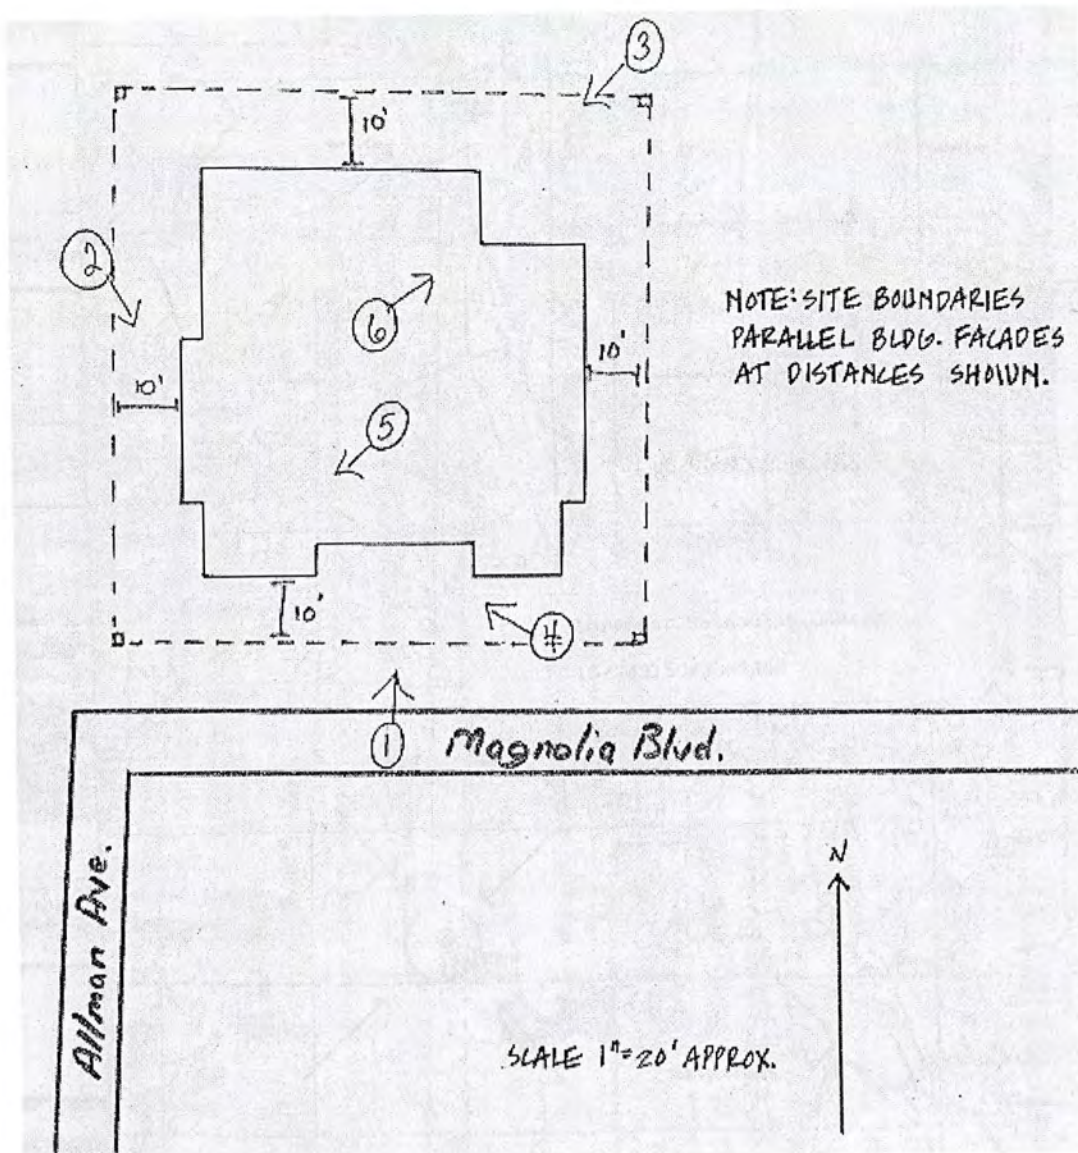 3
10'
2
6
NOTE: SITE BOUNDARIES
PARALLEL BLDG. FACADES
AT DISTANCES SHOWN.
10'
10'
5
10'
4
1
Magnolia Blvd.
Allman Ave.
N
SCALE 1"=20' APPROX.